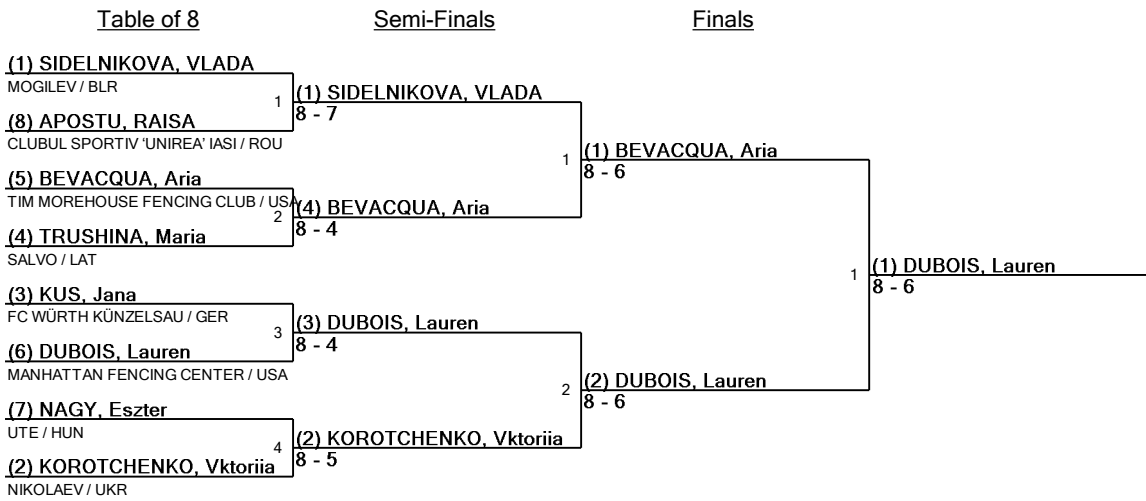 Table of 8
Semi-Finals
Finals
(1) SIDELNIKOVA, VLADA
MOGILEV / BLR
1
(8) APOSTU, RAISA
CLUBUL SPORTIV 'UNIREA' IASI / ROU
(5) BEVACQUA, Aria
TIM MOREHOUSE FENCING CLUB / USA
2
(4) TRUSHINA, Maria
SALVO / LAT
(3) KUS, Jana
FC WÜRTH KÜNZELSAU / GER
3
(6) DUBOIS, Lauren
MANHATTAN FENCING CENTER / USA
(7) NAGY, Eszter
UTE / HUN
4
(2) KOROTCHENKO, Vktoriia
NIKOLAEV / UKR
(1) SIDELNIKOVA, VLADA
8 - 7
1
(4) BEVACQUA, Aria
8 - 4
(3) DUBOIS, Lauren
8 - 4
2
(2) KOROTCHENKO, Vktoriia
8 - 5
(1) BEVACQUA, Aria
8 - 6
1
(2) DUBOIS, Lauren
8 - 6
(1) DUBOIS, Lauren
8 - 6